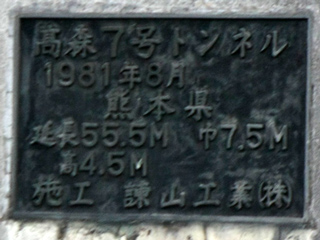 高森7号トンネル
1981年8月
熊本県
延長55.5M 巾7.5M
高4.5M
施工 諫山工業(株)